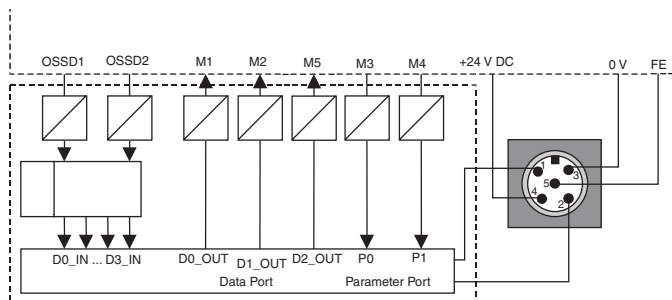 OSSD1 OSSD2 M1 M2 M5 M3 M4 +24 V DC 0 V FE
1
3
5
4
2
D0_IN ... D3_IN D0_OUT D1_OUT D2_OUT P0 P1
Data Port Parameter Port